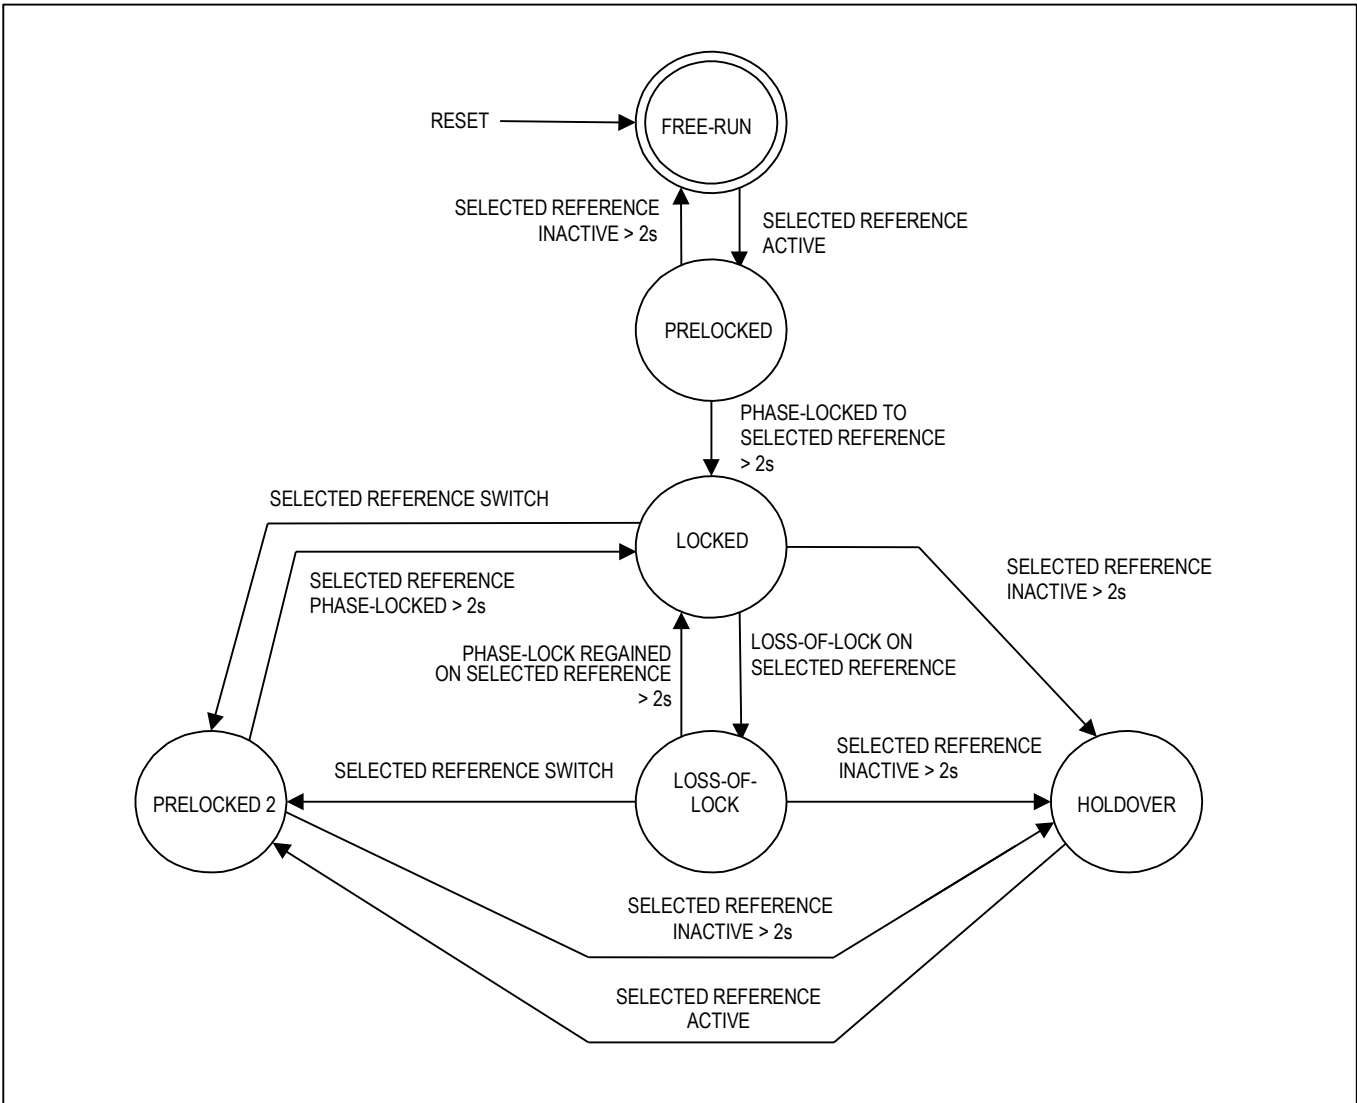 RESET
FREE-RUN
SELECTED REFERENCE
INACTIVE > 2s
SELECTED REFERENCE
ACTIVE
PRELOCKED
PHASE-LOCKED TO
SELECTED REFERENCE
> 2s
SELECTED REFERENCE SWITCH
LOCKED
SELECTED REFERENCE
INACTIVE > 2s
SELECTED REFERENCE
PHASE-LOCKED > 2s
PHASE-LOCK REGAINED
ON SELECTED REFERENCE
> 2s
LOSS-OF-LOCK ON
SELECTED REFERENCE
SELECTED REFERENCE
INACTIVE > 2s
SELECTED REFERENCE SWITCH
LOSS-OF-
LOCK
PRELOCKED 2
HOLDOVER
SELECTED REFERENCE
INACTIVE > 2s
SELECTED REFERENCE
ACTIVE